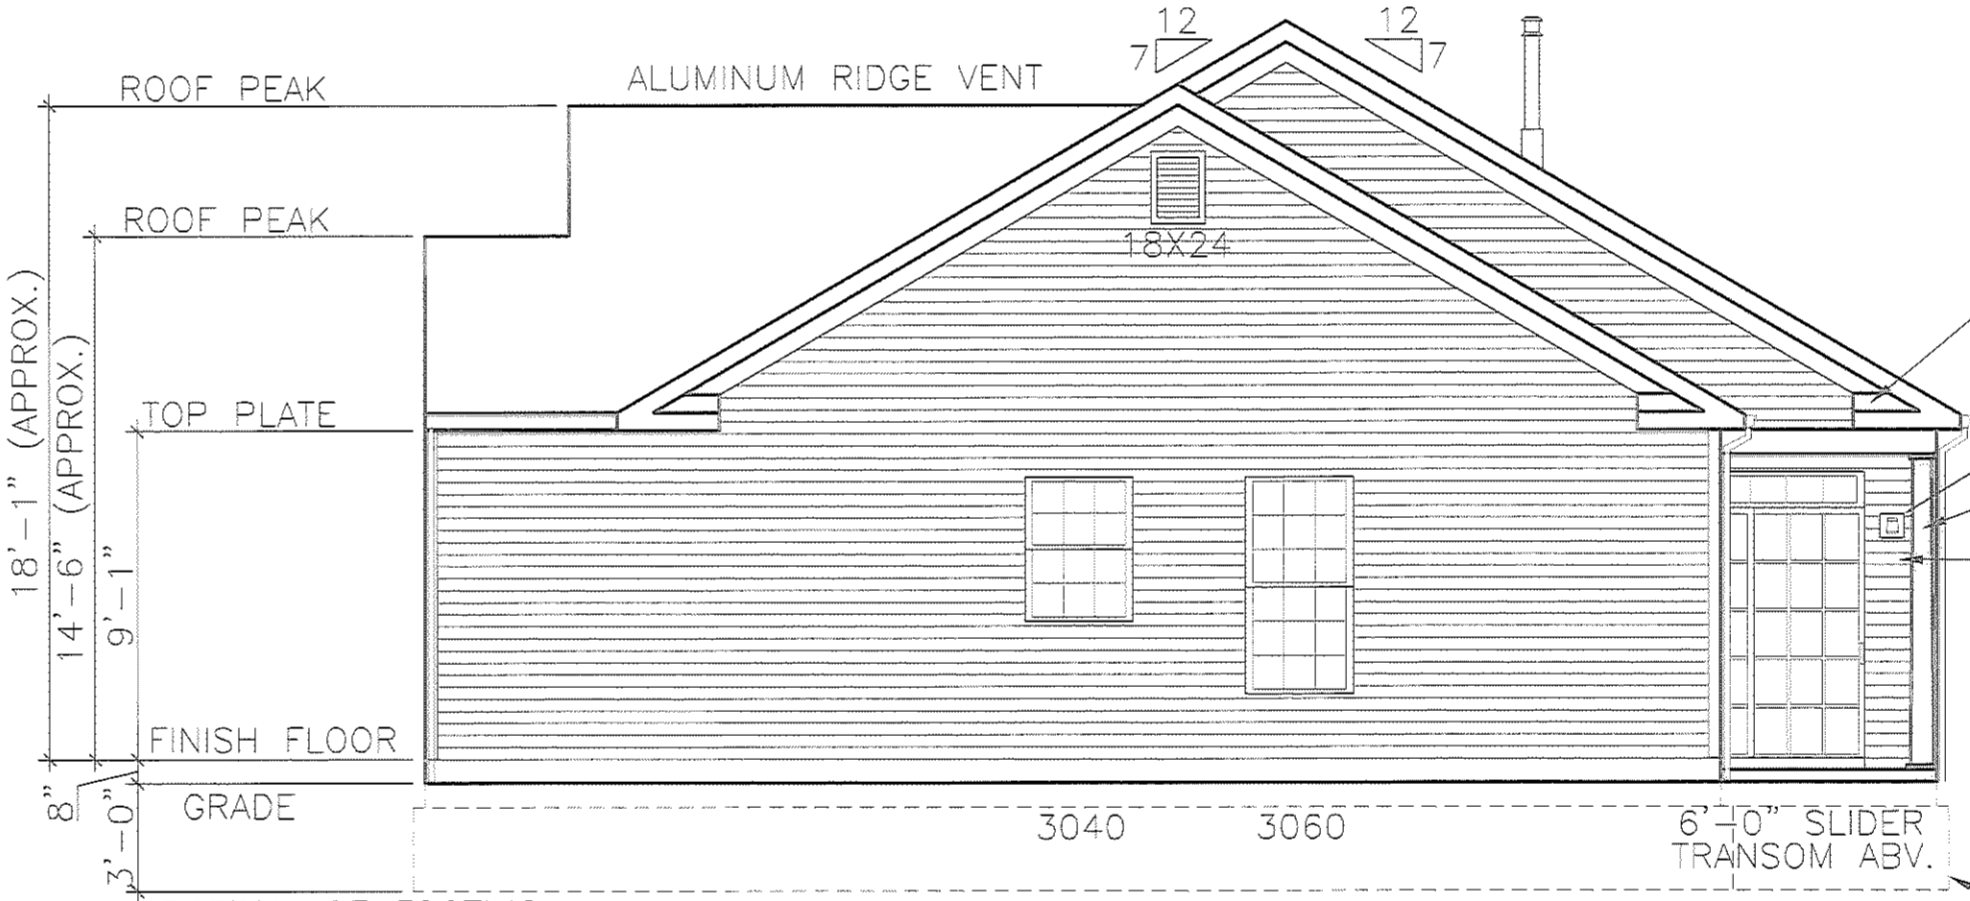 12
12
7
7
ROOF PEAK
ALUMINUM RIDGE VENT
ROOF PEAK
18X24
18'-1" (APPROX.)
14'-6" (APPROX.)
9'-1"
TOP PLATE
FINISH FLOOR
8"
GRADE
3'-0"
3040
3060
6'-0" SLIDER
TRANSOM ABV.